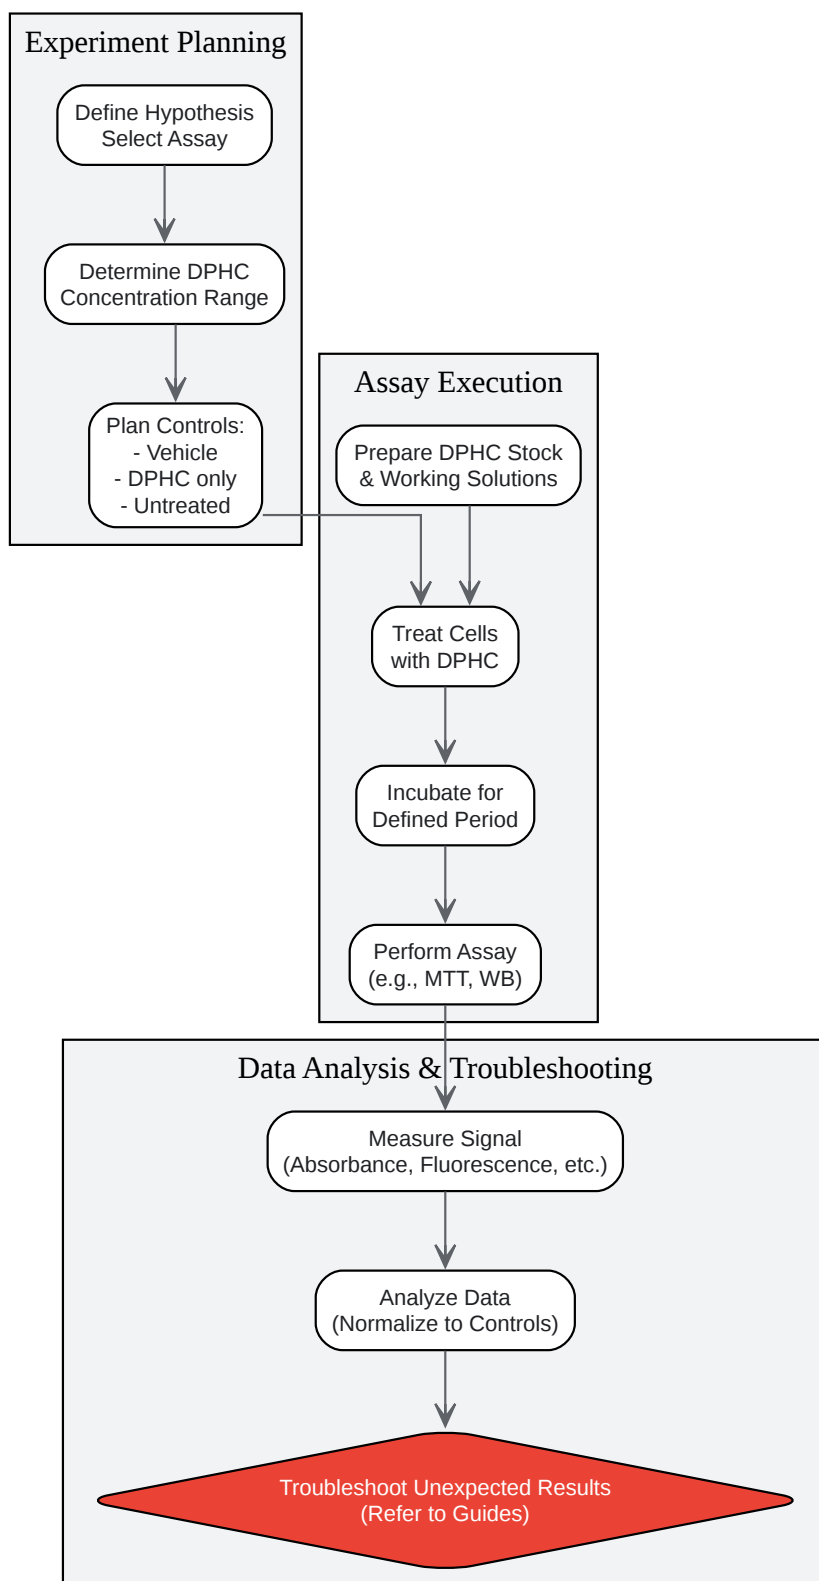 Experiment Planning
Define Hypothesis
Select Assay
Determine DPHC
Concentration Range
Plan Controls:
- Vehicle
- DPHC only
- Untreated
Assay Execution
Prepare DPHC Stock
& Working Solutions
Treat Cells
with DPHC
Incubate for
Defined Period
Perform Assay
(e.g., MTT, WB)
Data Analysis & Troubleshooting
Measure Signal
(Absorbance, Fluorescence, etc.)
Analyze Data
(Normalize to Controls)
Troubleshoot Unexpected Results
(Refer to Guides)